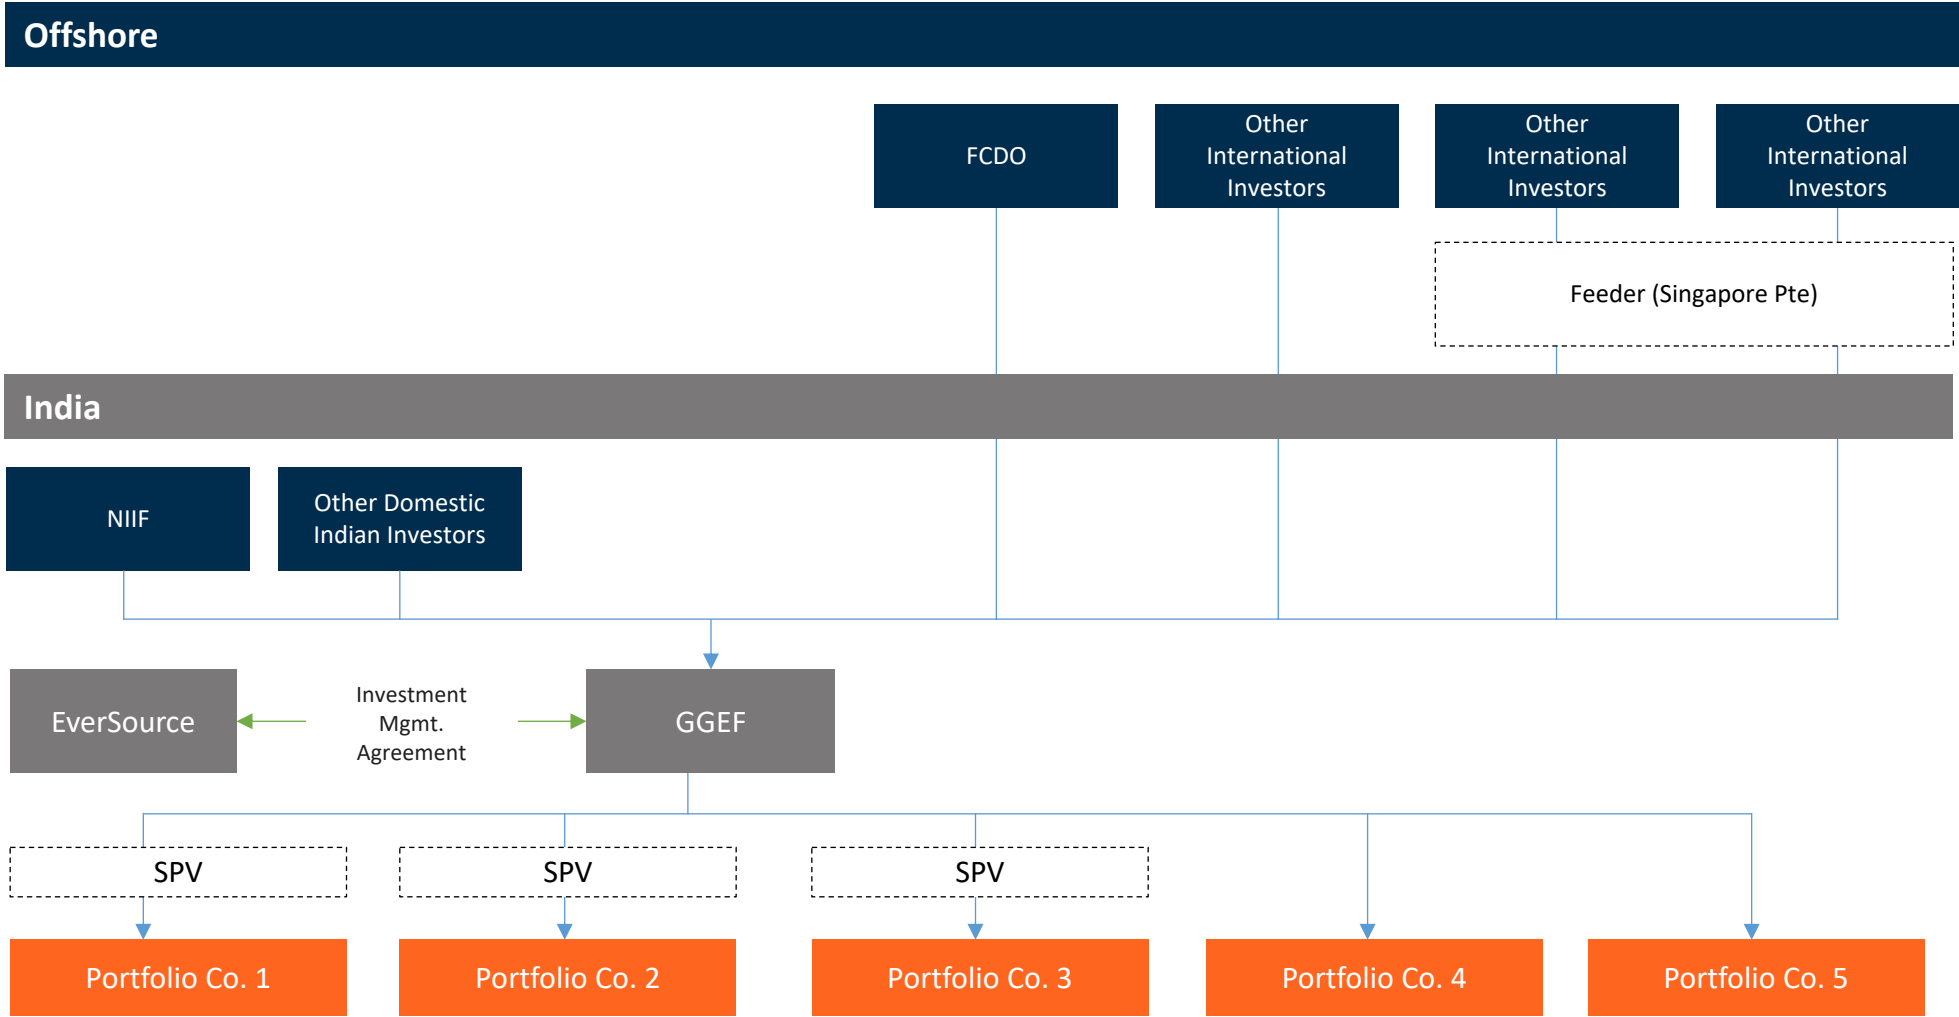 Offshore
FCDO
Other
International
Investors
Other
International
Investors
Other
International
Investors
Feeder (Singapore Pte)
India
NIIF
Other Domestic
Indian Investors
EverSource
Investment
Mgmt.
Agreement
GGEF
SPV
SPV
SPV
Portfolio Co. 1
Portfolio Co. 2
Portfolio Co. 3
Portfolio Co. 4
Portfolio Co. 5